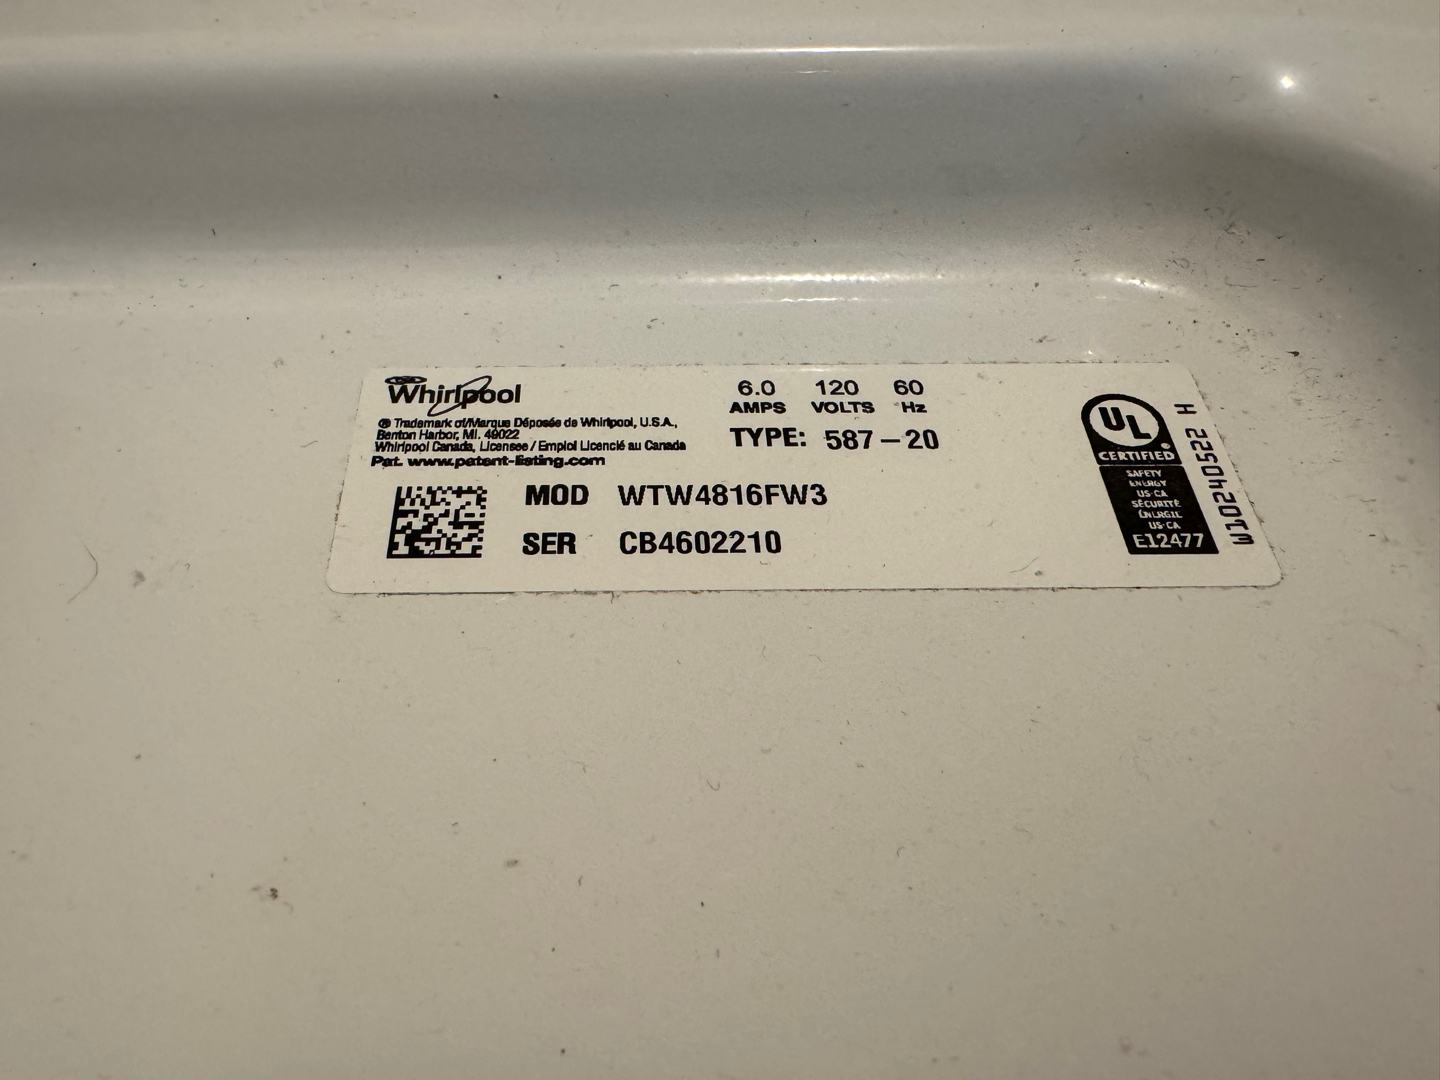 Whirlpool
® Trademark of/Marque Déposée de Whirlpool, U.S.A.,
Benton Harbor, MI. 49022
Whirlpool Canada, Licensee / Emploi Licencié au Canada
Pat. www.patent-listing.com
6.0 120 60
AMPS VOLTS Hz
TYPE: 587-20
MOD WTW4816FW3
SER CB4602210
UL
®
CERTIFIED
SAFETY
ENERGY
US-CA
SÉCURITÉ
ÉNERGIE
US-CA
E12477
W10240522 H